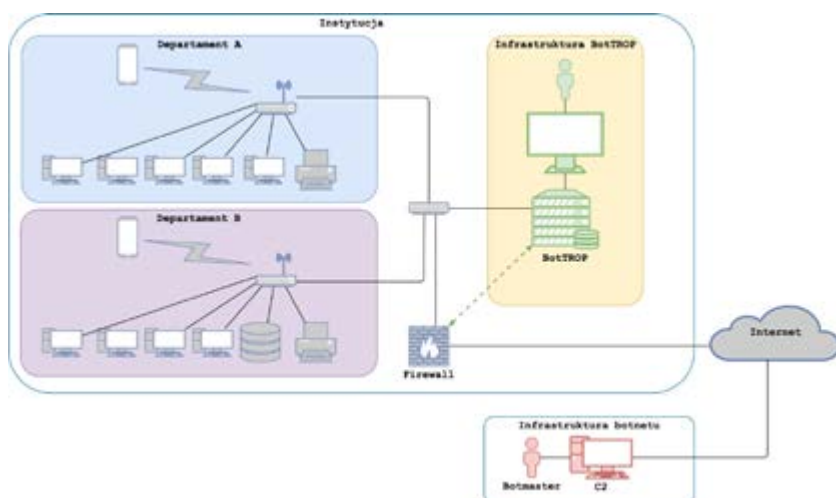 Instytucja
Departament A
Infrastruktura BotTROP
Departament B
BotTROP
Internet
Firewall
Infrastruktura botnetu
Botmaster
C2